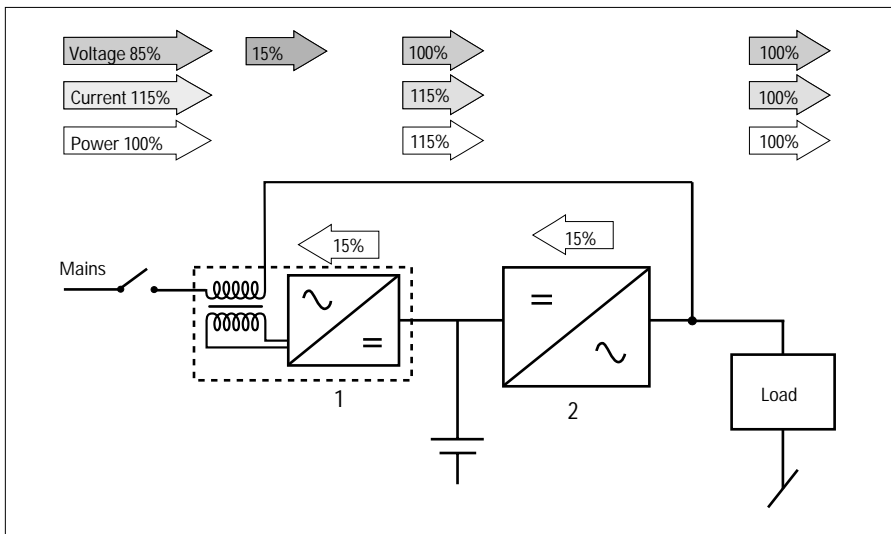 Voltage 85% 15% 100% 100%
Current 115% 115% 100%
Power 100% 115% 100%
15% 15%
Mains
1
2
Load